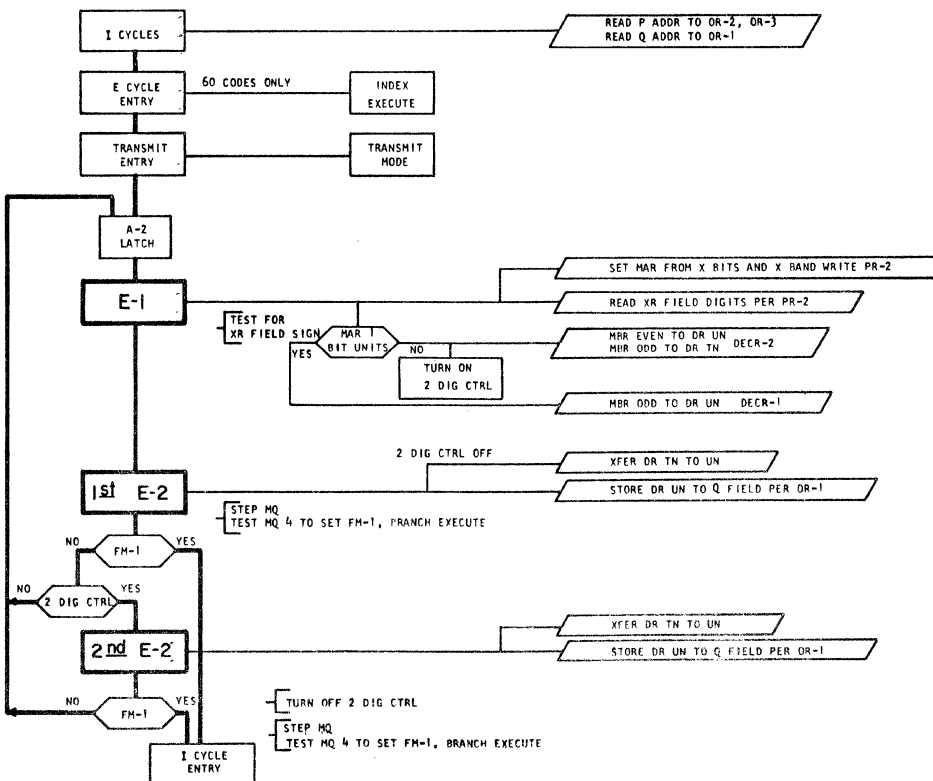 I CYCLES
READ P ADDR TO OR-2, OR-3
READ Q ADDR TO OR-1
E CYCLE
ENTRY
60 CODES ONLY
INDEX
EXECUTE
TRANSMIT
ENTRY
TRANSMIT
MODE
A-2
LATCH
SET MAR FROM X BITS AND X BAND WRITE PR-2
E-1
READ XR FIELD DIGITS PER PR-2
TEST FOR
XR FIELD SIGN
MAR 1
BIT UNITS
YES
NO
MBR EVEN TO DR UN
MBR ODD TO DR TN DECR-2
TURN ON
2 DIG CTRL
MBR ODD TO DR UN DECR-1
2 DIG CTRL OFF
XFER DR TN TO UN
1st E-2
STORE DR UN TO Q FIELD PER OR-1
STEP MQ
TEST MQ 4 TO SET FM-1, BRANCH EXECUTE
NO
FM-1
YES
NO
2 DIG CTRL
YES
XFER DR TN TO UN
2nd E-2
STORE DR UN TO Q FIELD PER OR-1
NO
FM-1
YES
TURN OFF 2 DIG CTRL
STEP MQ
TEST MQ 4 TO SET FM-1, BRANCH EXECUTE
I CYCLE
ENTRY